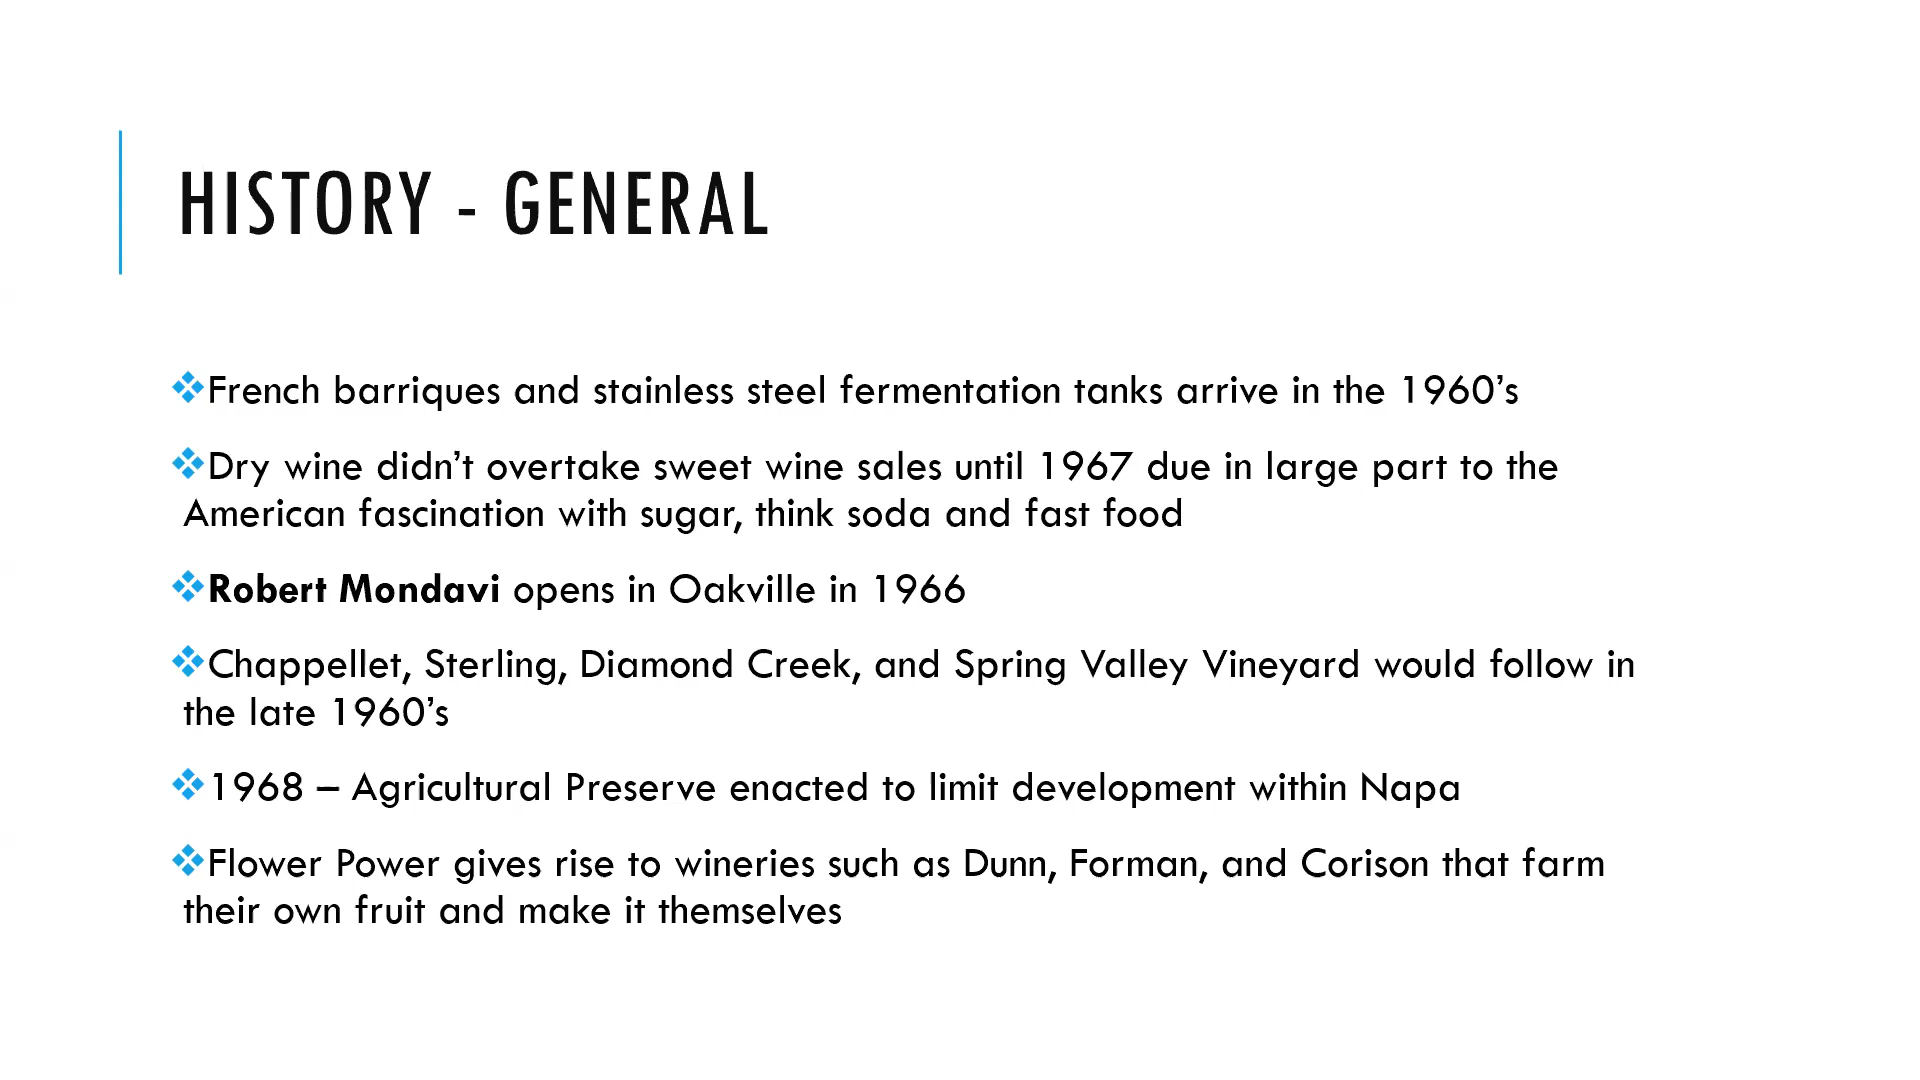 HISTORY - GENERAL
❖French barriques and stainless steel fermentation tanks arrive in the 1960’s
❖Dry wine didn’t overtake sweet wine sales until 1967 due in large part to the
American fascination with sugar, think soda and fast food
❖Robert Mondavi opens in Oakville in 1966
❖Chappellet, Sterling, Diamond Creek, and Spring Valley Vineyard would follow in
the late 1960’s
❖1968 – Agricultural Preserve enacted to limit development within Napa
❖Flower Power gives rise to wineries such as Dunn, Forman, and Corison that farm
their own fruit and make it themselves